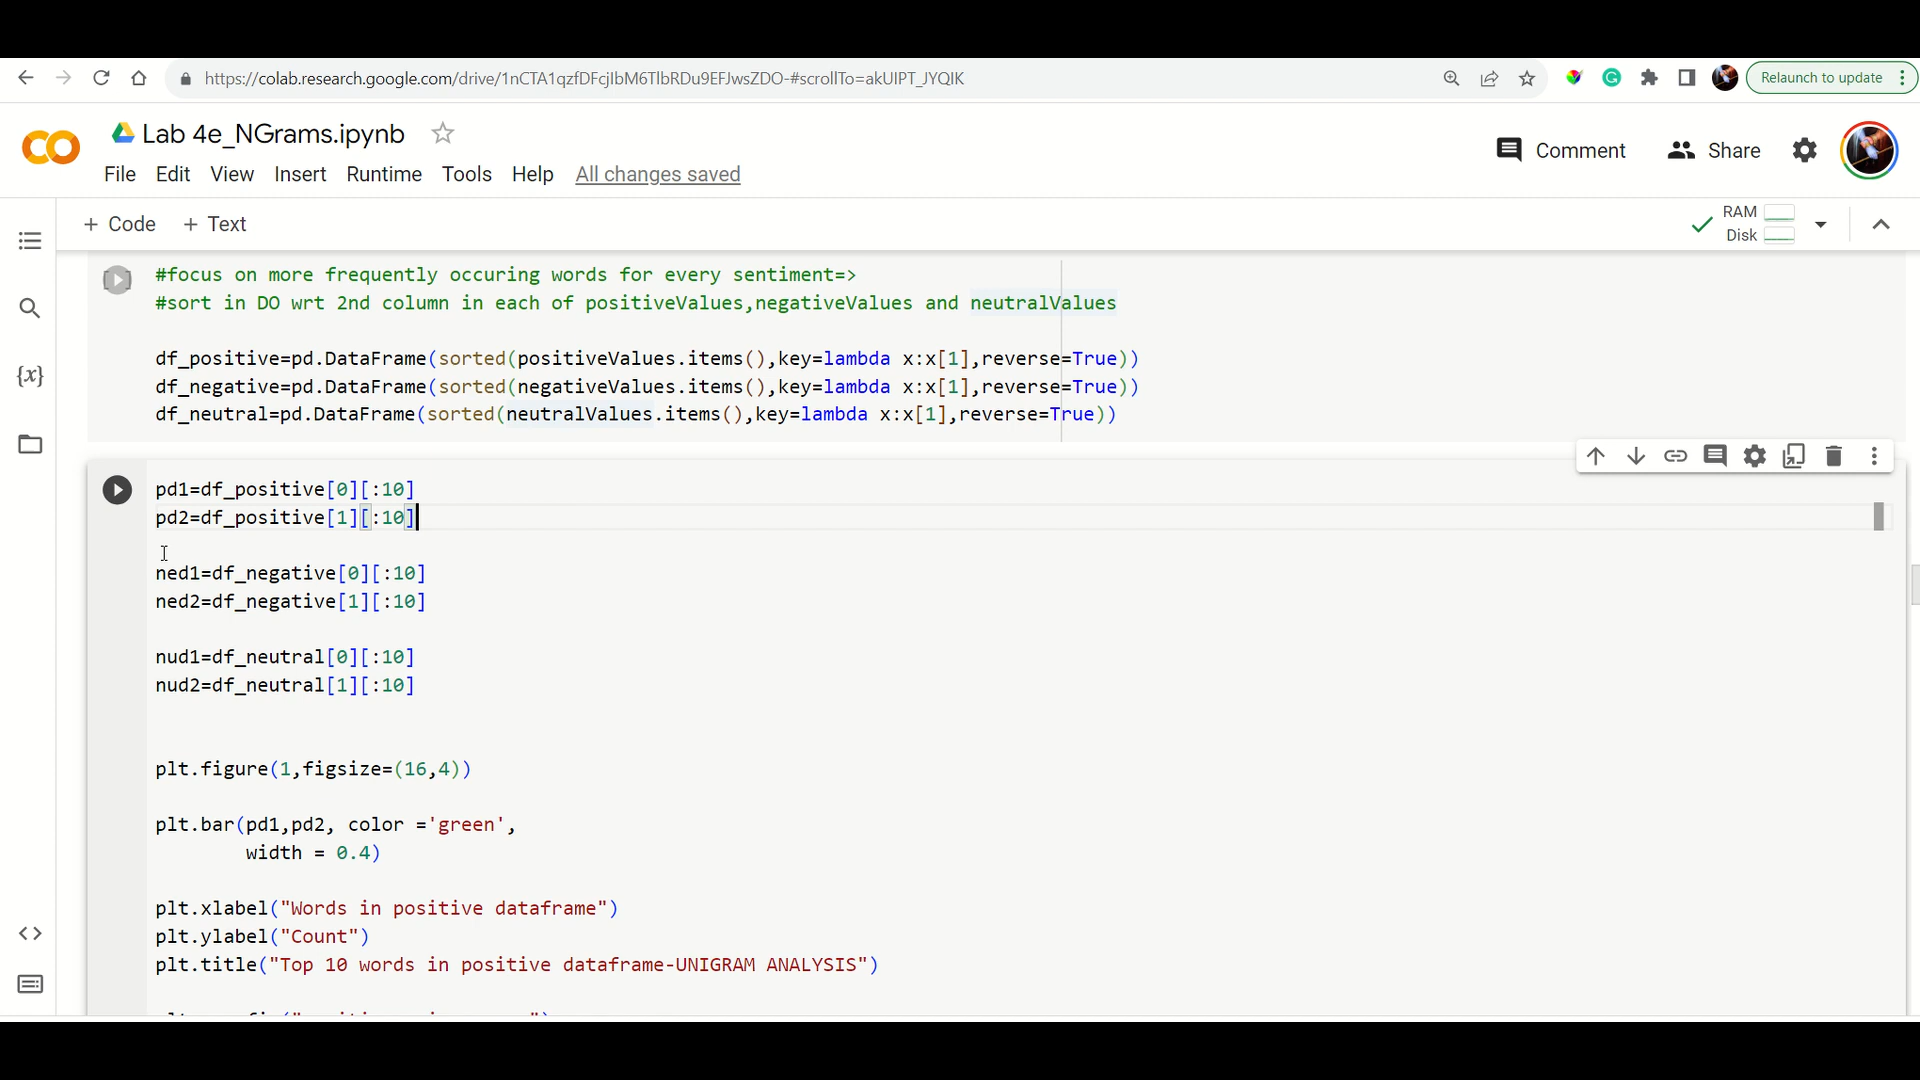 https://colab.research.google.com/drive/1nCTA1qzfDFcjIbM6TlbRDu9EFJwsZDO-#scrollTo=akUIPT_JYQIK
Relaunch to update
Lab 4e_NGrams.ipynb
Comment
Share
File Edit View Insert Runtime Tools Help All changes saved
+ Code + Text
RAM
Disk
#focus on more frequently occuring words for every sentiment=>
#sort in DO wrt 2nd column in each of positiveValues,negativeValues and neutralValues
df_positive=pd.DataFrame(sorted(positiveValues.items(),key=lambda x:x[1],reverse=True))
df_negative=pd.DataFrame(sorted(negativeValues.items(),key=lambda x:x[1],reverse=True))
df_neutral=pd.DataFrame(sorted(neutralValues.items(),key=lambda x:x[1],reverse=True))
pd1=df_positive[0][:10]
pd2=df_positive[1][:10]
ned1=df_negative[0][:10]
ned2=df_negative[1][:10]
nud1=df_neutral[0][:10]
nud2=df_neutral[1][:10]
plt.figure(1,figsize=(16,4))
plt.bar(pd1,pd2, color ='green',
width = 0.4)
plt.xlabel("Words in positive dataframe")
plt.ylabel("Count")
plt.title("Top 10 words in positive dataframe-UNIGRAM ANALYSIS")